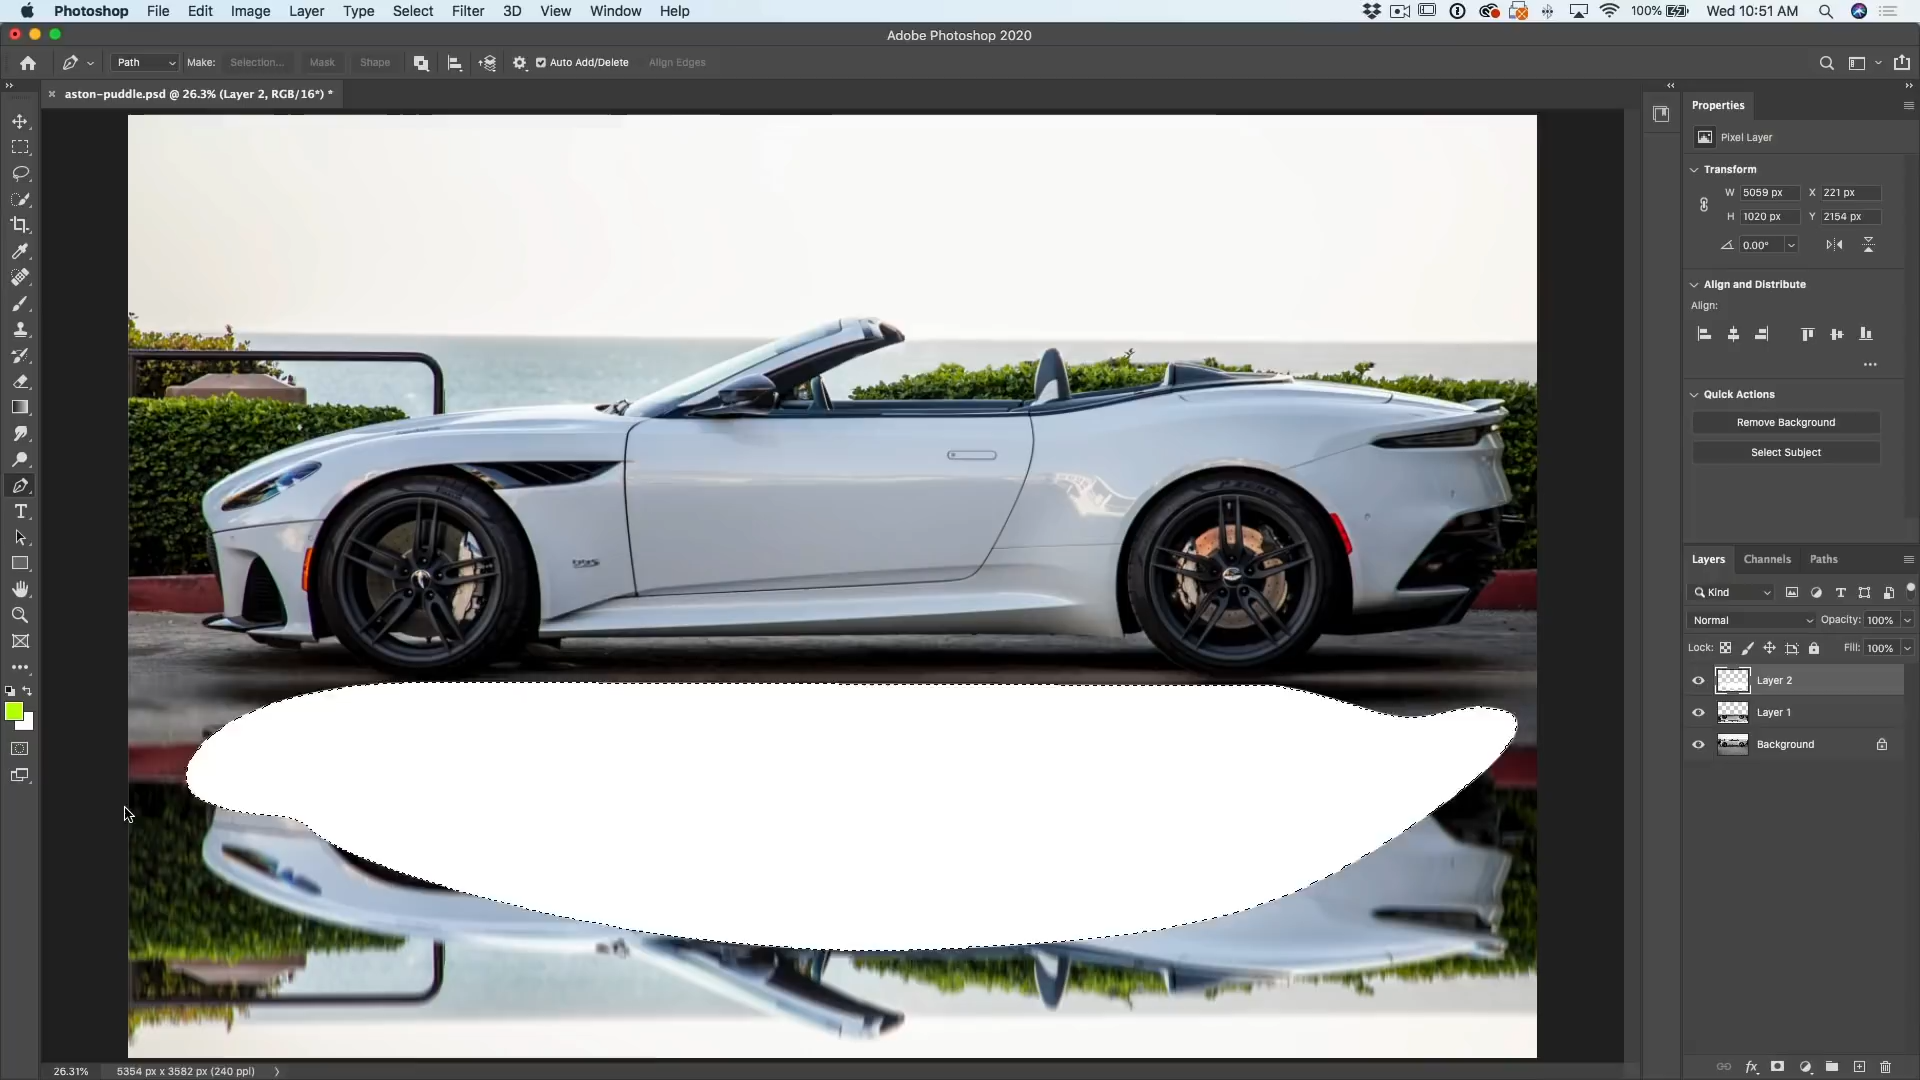 Photoshop File Edit Image Layer Type Select Filter 3D View Window Help 100% Wed 10:51 AM
Adobe Photoshop 2020
Path Make: Selection... Mask Shape Auto Add/Delete Align Edges
aston-puddle.psd @ 26.3% (Layer 2, RGB/16*) *
Properties
Pixel Layer
Transform
W 5059 px X 221 px
H 1020 px Y 2154 px
0.00°
Align and Distribute
Align:
Quick Actions
Remove Background
Select Subject
Layers Channels Paths
Kind
Normal Opacity: 100%
Lock: Fill: 100%
Layer 2
Layer 1
Background
26.31% 5354 px x 3582 px (240 ppi)